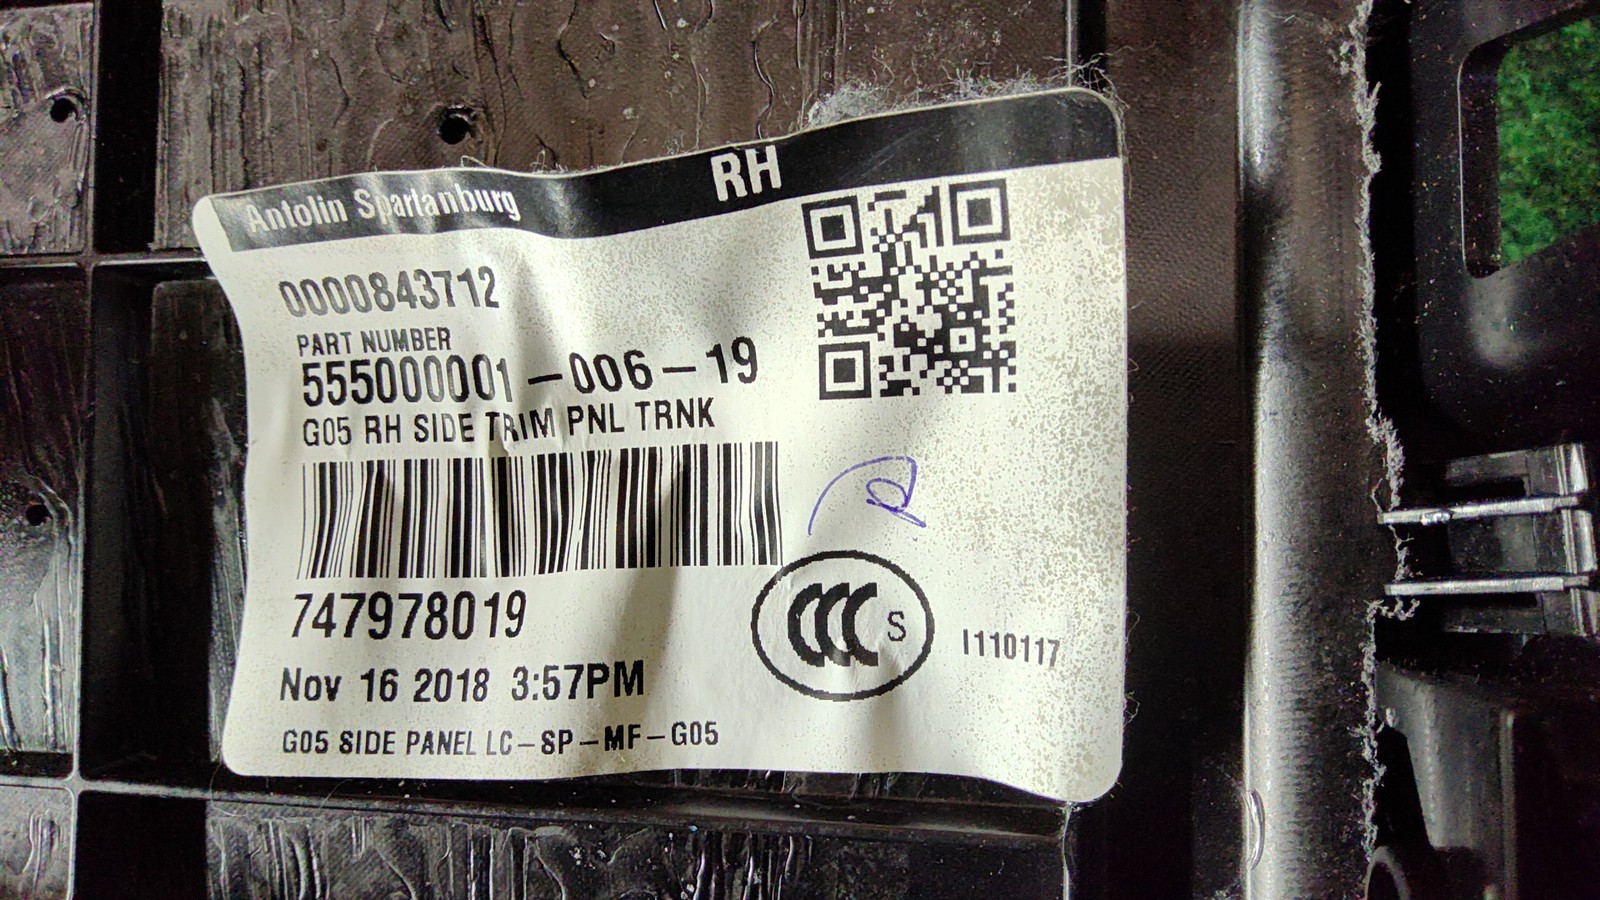 Antolin Spartanburg
RH
0000843712
PART NUMBER
555000001-006-19
G05 RH SIDE TRIM PNL TRNK
747978019
CCC S
I110117
Nov 16 2018 3:57PM
G05 SIDE PANEL LC-SP-MF-G05